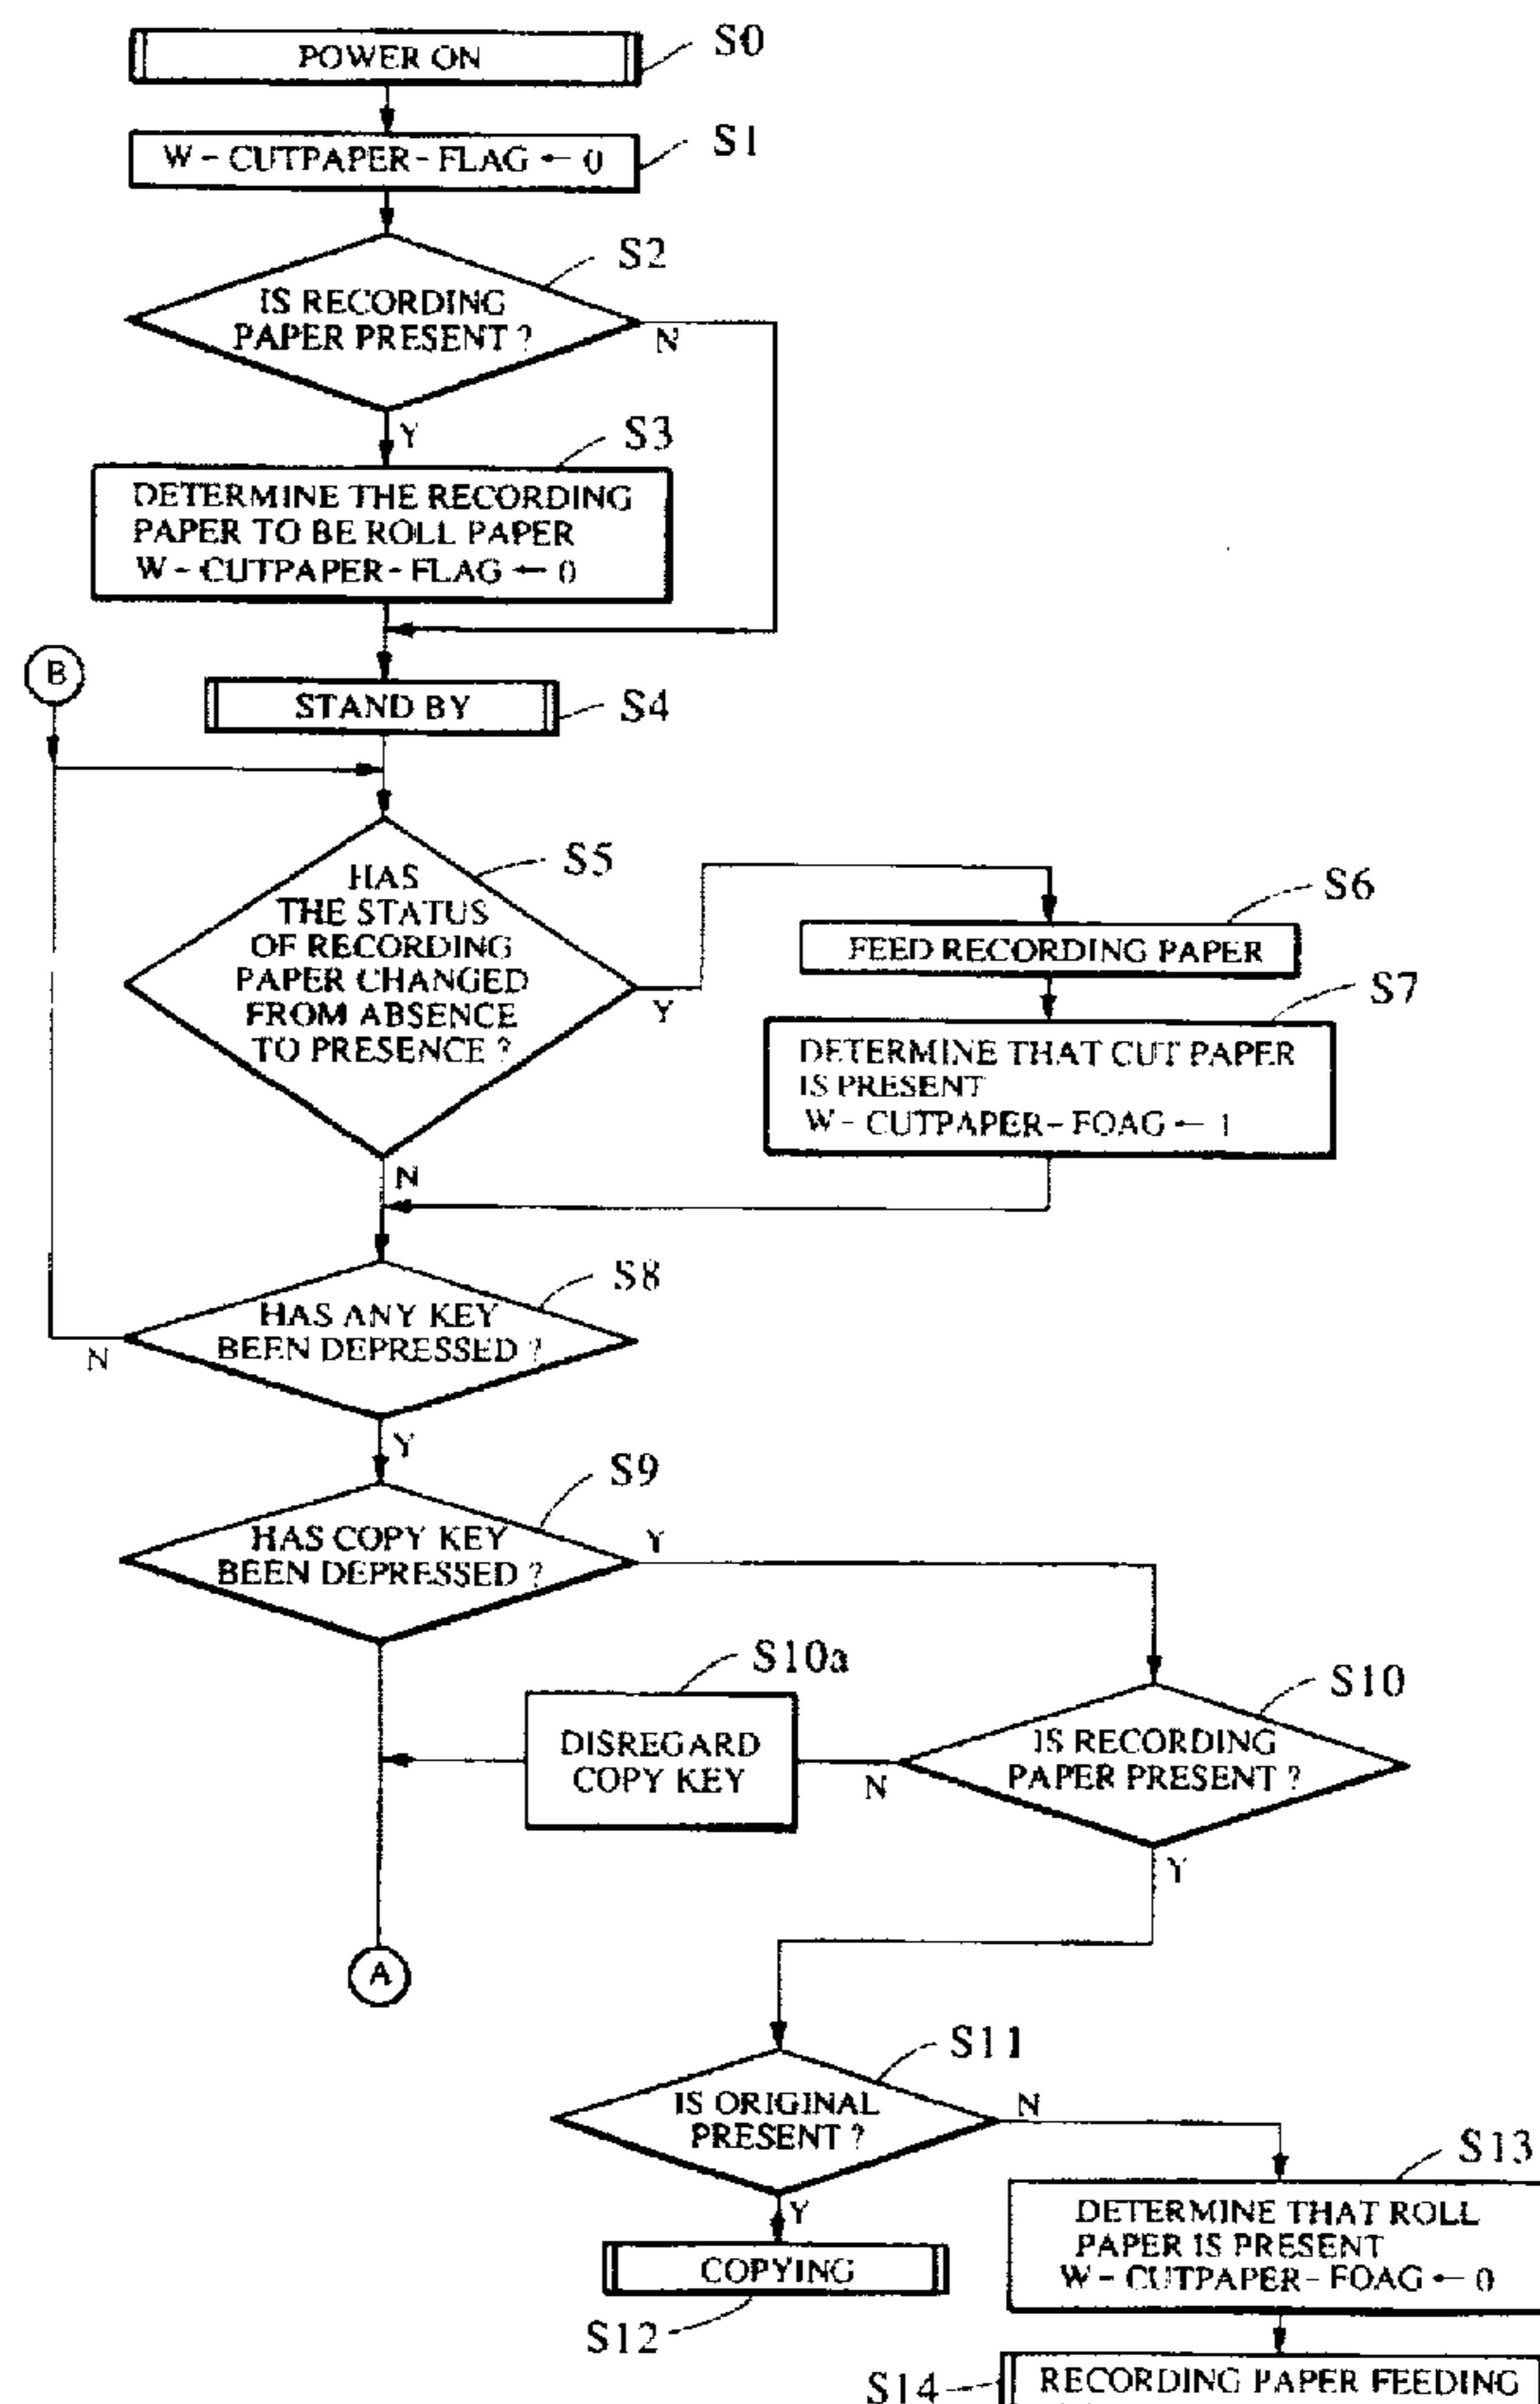 POWER ON
S0
W-CUTPAPER-FLAG ← 0
S1
S2
IS RECORDING
PAPER PRESENT ?
N
Y
S3
DETERMINE THE RECORDING
PAPER TO BE ROLL PAPER
W-CUTPAPER-FLAG ← 0
B
STAND BY
S4
S5
HAS
THE STATUS
OF RECORDING
PAPER CHANGED
FROM ABSENCE
TO PRESENCE ?
Y
N
S6
FEED RECORDING PAPER
S7
DETERMINE THAT CUT PAPER
IS PRESENT
W-CUTPAPER-FOAG ← 1
S8
HAS ANY KEY
BEEN DEPRESSED ?
N
Y
S9
HAS COPY KEY
BEEN DEPRESSED ?
Y
S10a
DISREGARD
COPY KEY
S10
IS RECORDING
PAPER PRESENT ?
N
Y
A
S11
IS ORIGINAL
PRESENT ?
N
Y
COPYING
S12
S13
DETERMINE THAT ROLL
PAPER IS PRESENT
W-CUTPAPER-FOAG ← 0
S14
RECORDING PAPER FEEDING